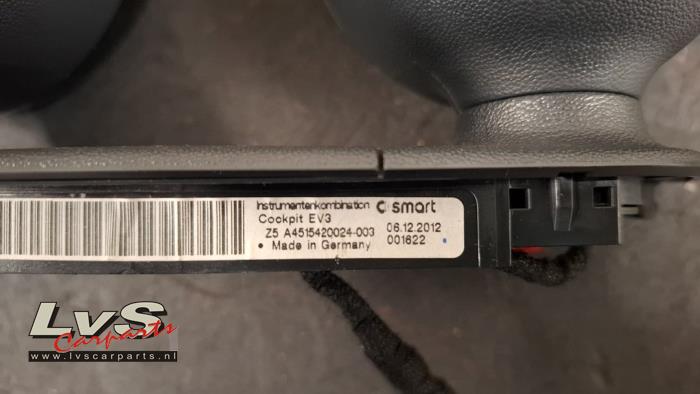 Instrumentenkombination smart
Cockpit EV3
Z5 A4515420024-003 06.12.2012
• Made in Germany 001622 •
LvS
Carparts
www.lvscarparts.nl